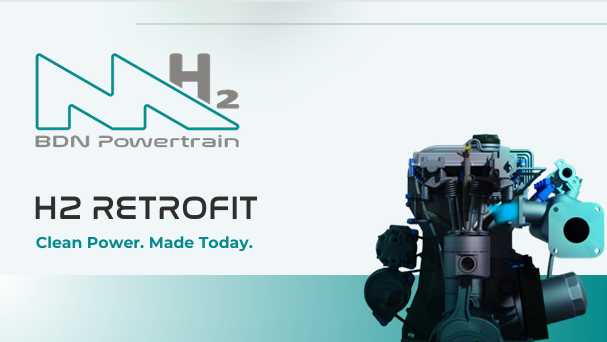 H2
BDN Powertrain
H2 RETROFIT
Clean Power. Made Today.